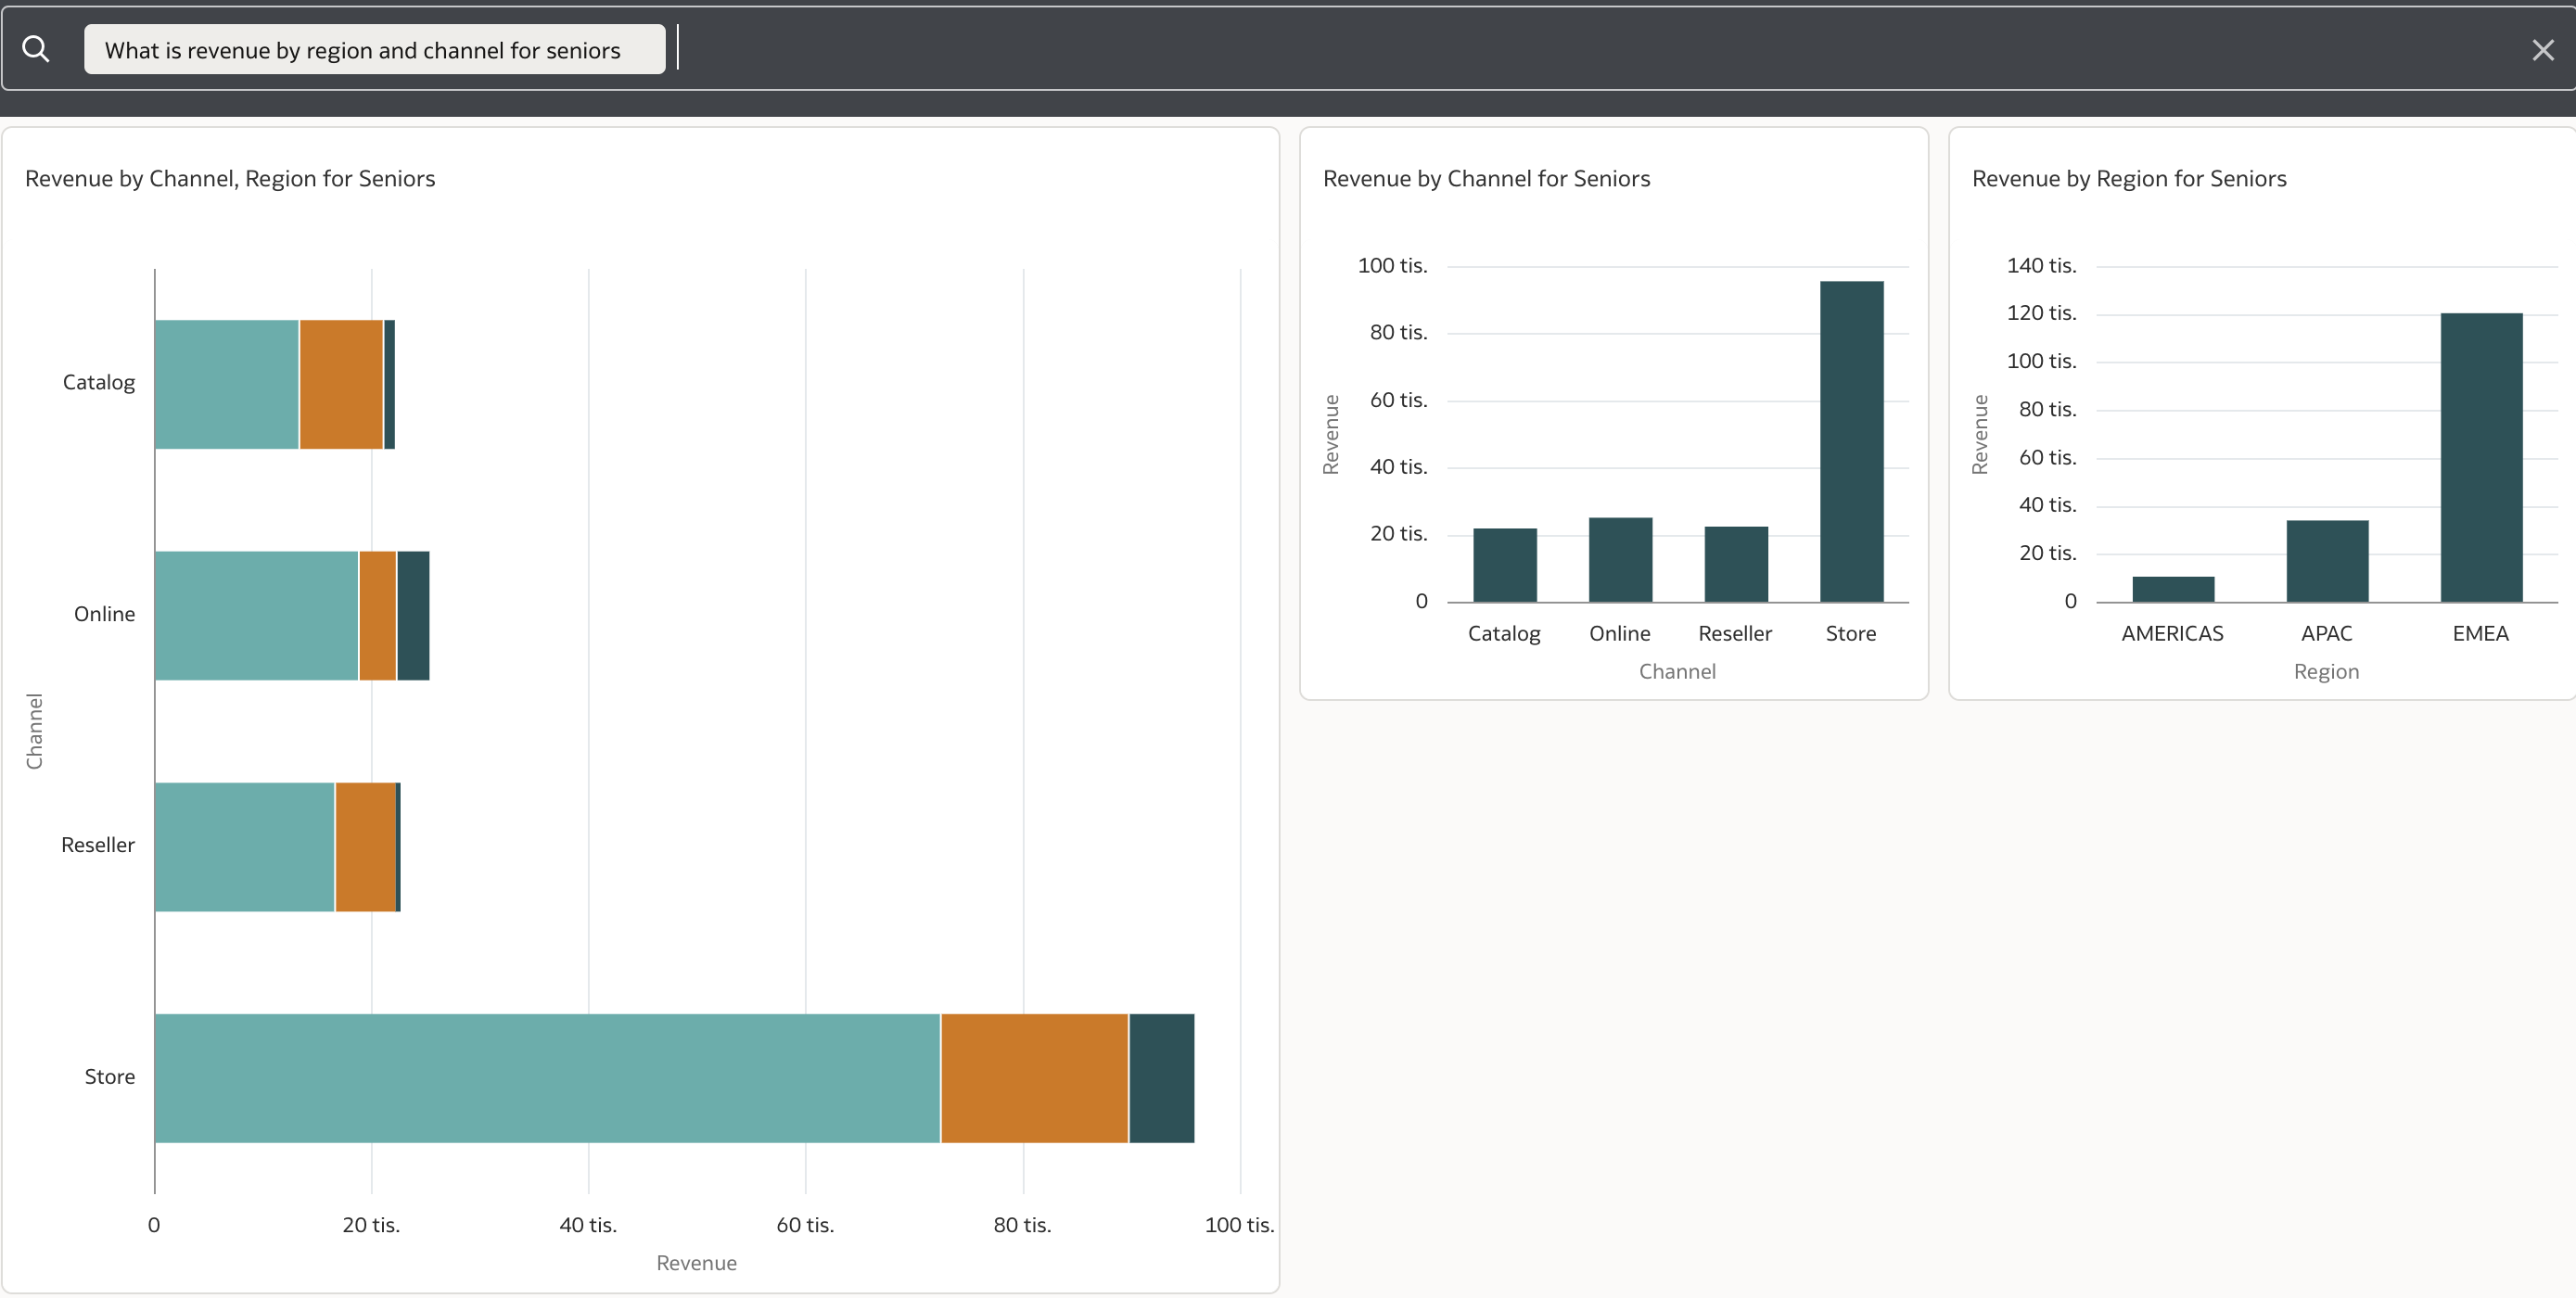 What is revenue by region and channel for seniors
Revenue by Channel, Region for Seniors
Channel
Catalog
Online
Reseller
Store
0 20 tis. 40 tis. 60 tis. 80 tis. 100 tis.
Revenue
Revenue by Channel for Seniors
Revenue
100 tis.
80 tis.
60 tis.
40 tis.
20 tis.
0
Catalog Online Reseller Store
Channel
Revenue by Region for Seniors
Revenue
140 tis.
120 tis.
100 tis.
80 tis.
60 tis.
40 tis.
20 tis.
0
AMERICAS APAC EMEA
Region